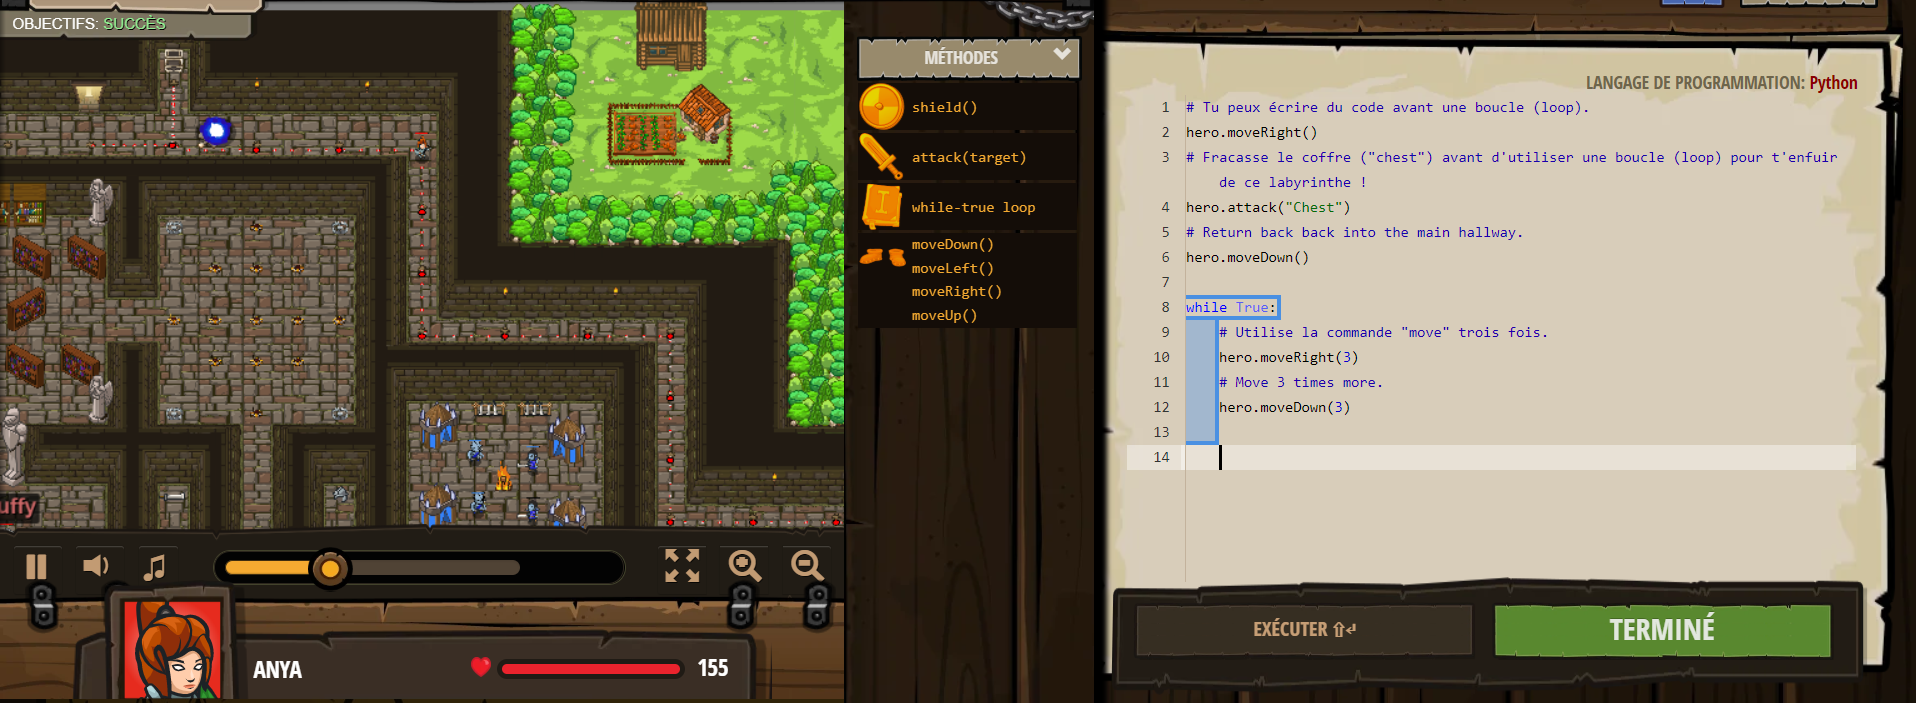 OBJECTIFS: SUCCÈS
uffy
ANYA
155
MÉTHODES
shield()
attack(target)
while-true loop
moveDown()
moveLeft()
moveRight()
moveUp()
LANGAGE DE PROGRAMMATION: Python
1 # Tu peux écrire du code avant une boucle (loop).
2 hero.moveRight()
3 # Fracasse le coffre ("chest") avant d'utiliser une boucle (loop) pour t'enfuir
de ce labyrinthe !
4 hero.attack("Chest")
5 # Return back back into the main hallway.
6 hero.moveDown()
7
8 while True:
9 # Utilise la commande "move" trois fois.
10 hero.moveRight(3)
11 # Move 3 times more.
12 hero.moveDown(3)
13
14
EXÉCUTER ⇧↵
TERMINÉ